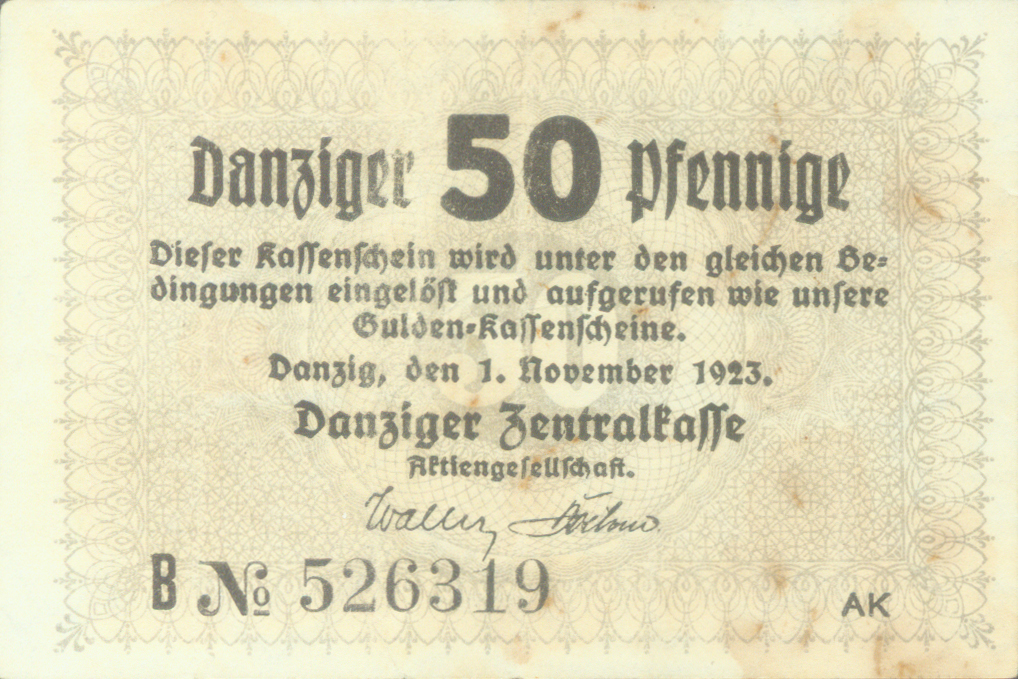 Danziger 50 Pfennige
Dieser Kassenschein wird unter den gleichen Be-
dingungen eingelöst und aufgerufen wie unsere
Gulden-Kassenscheine.
Danzig, den 1. November 1923.
Danziger Zentralkasse
Aktiengesellschaft.
B № 526319
AK